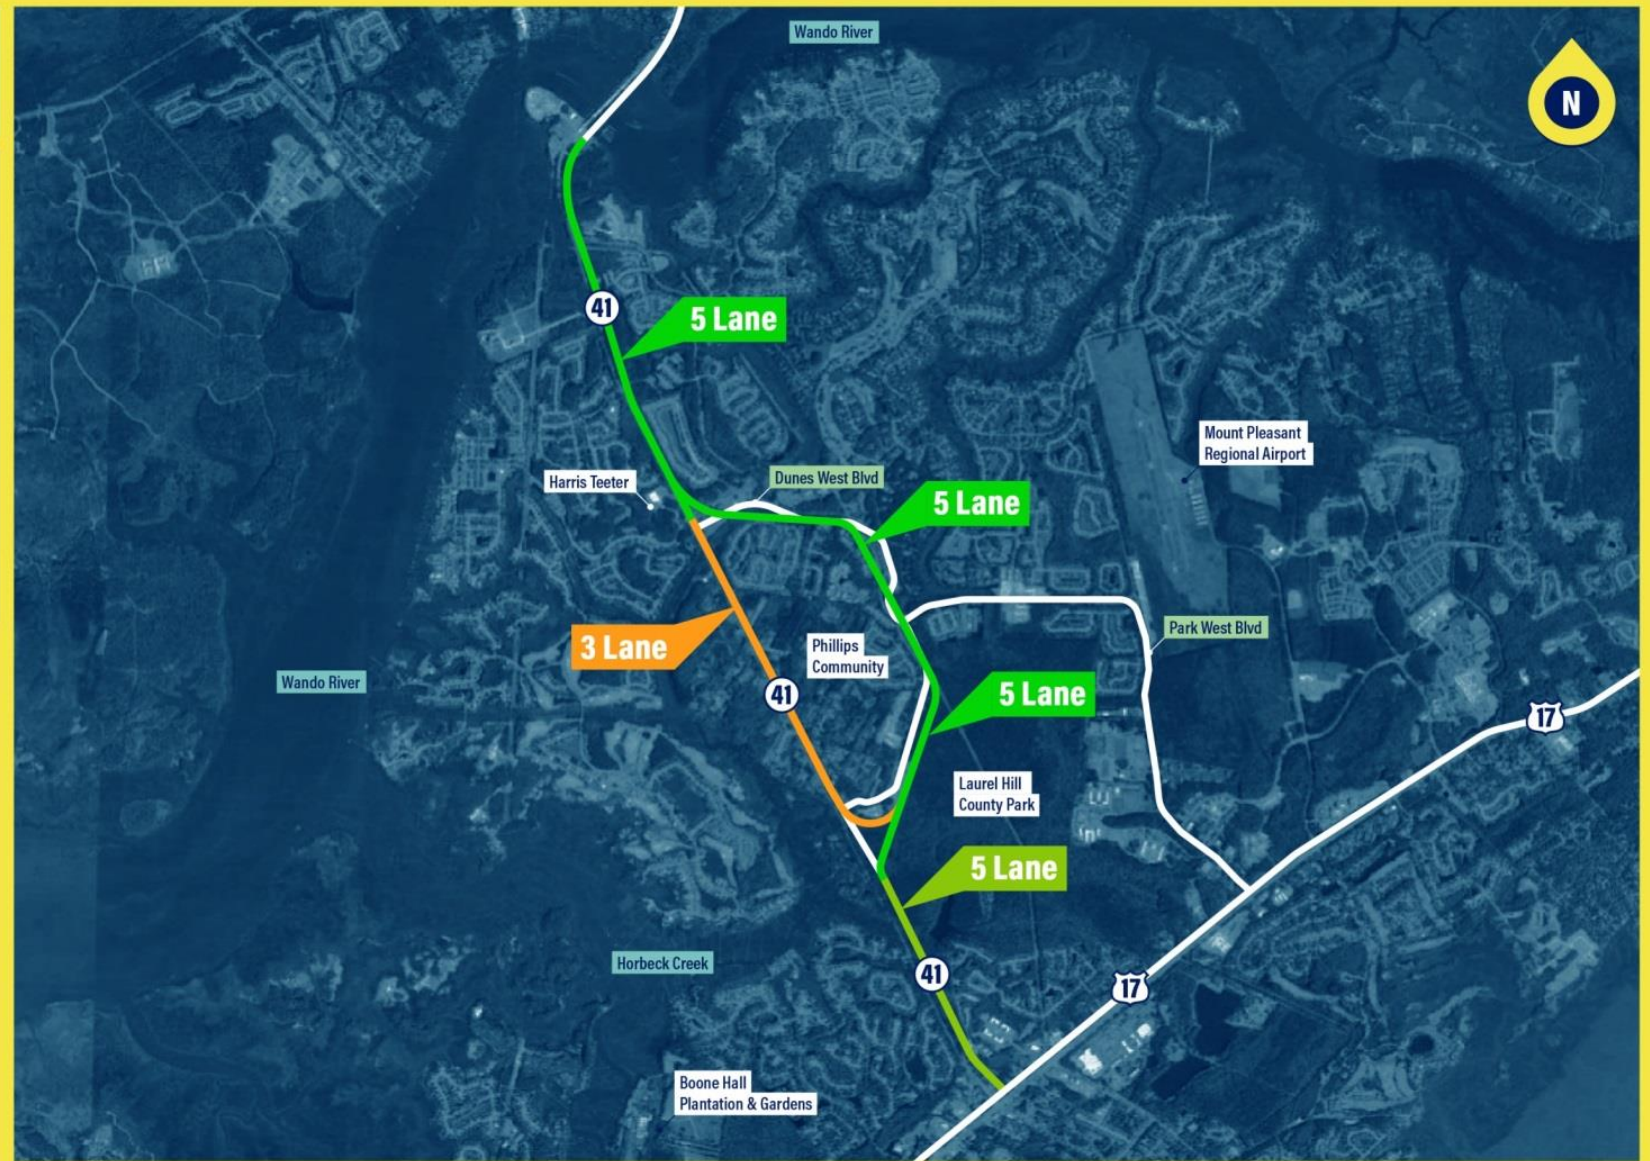 Wando River
N
41
5 Lane
Mount Pleasant
Regional Airport
Harris Teeter
Dunes West Blvd
5 Lane
3 Lane
Phillips
Community
Park West Blvd
Wando River
41
5 Lane
17
Laurel Hill
County Park
5 Lane
Horbeck Creek
41
17
Boone Hall
Plantation & Gardens